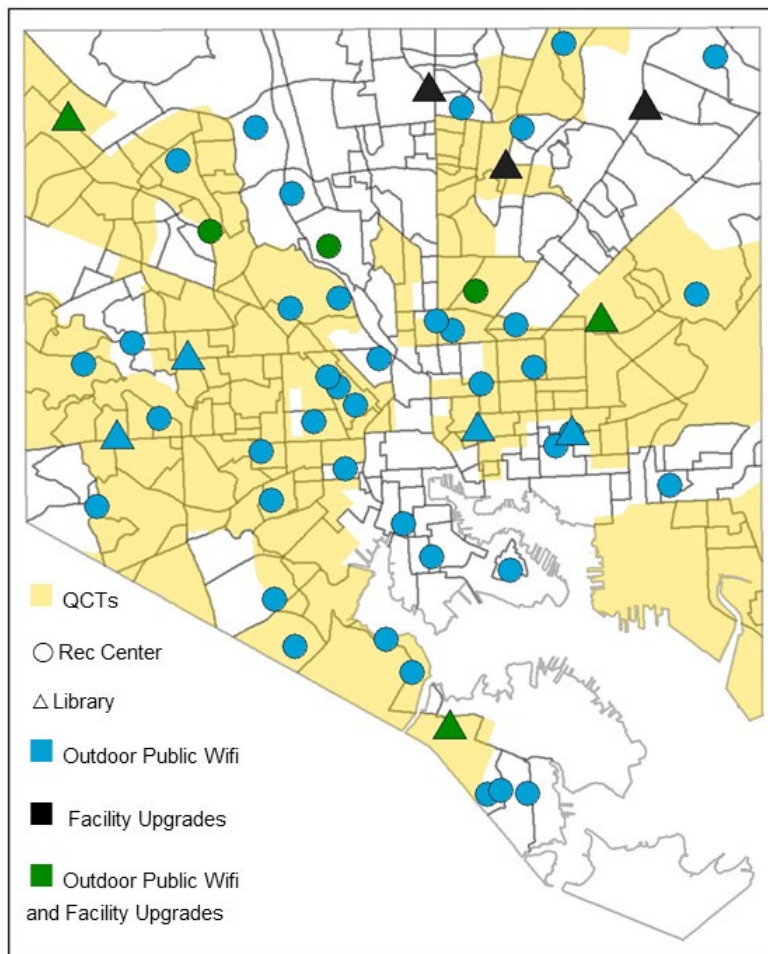 QCTs
Rec Center
Library
Outdoor Public Wifi
Facility Upgrades
Outdoor Public Wifi
and Facility Upgrades